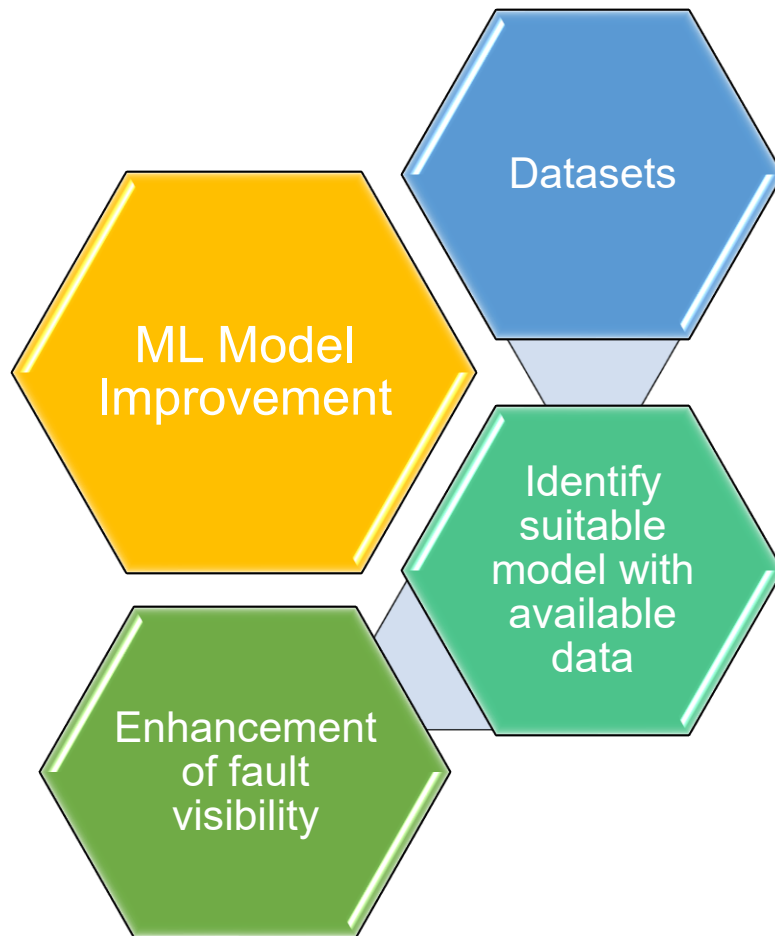 Datasets
ML Model
Improvement
Identify
suitable
model with
available
data
Enhancement
of fault
visibility